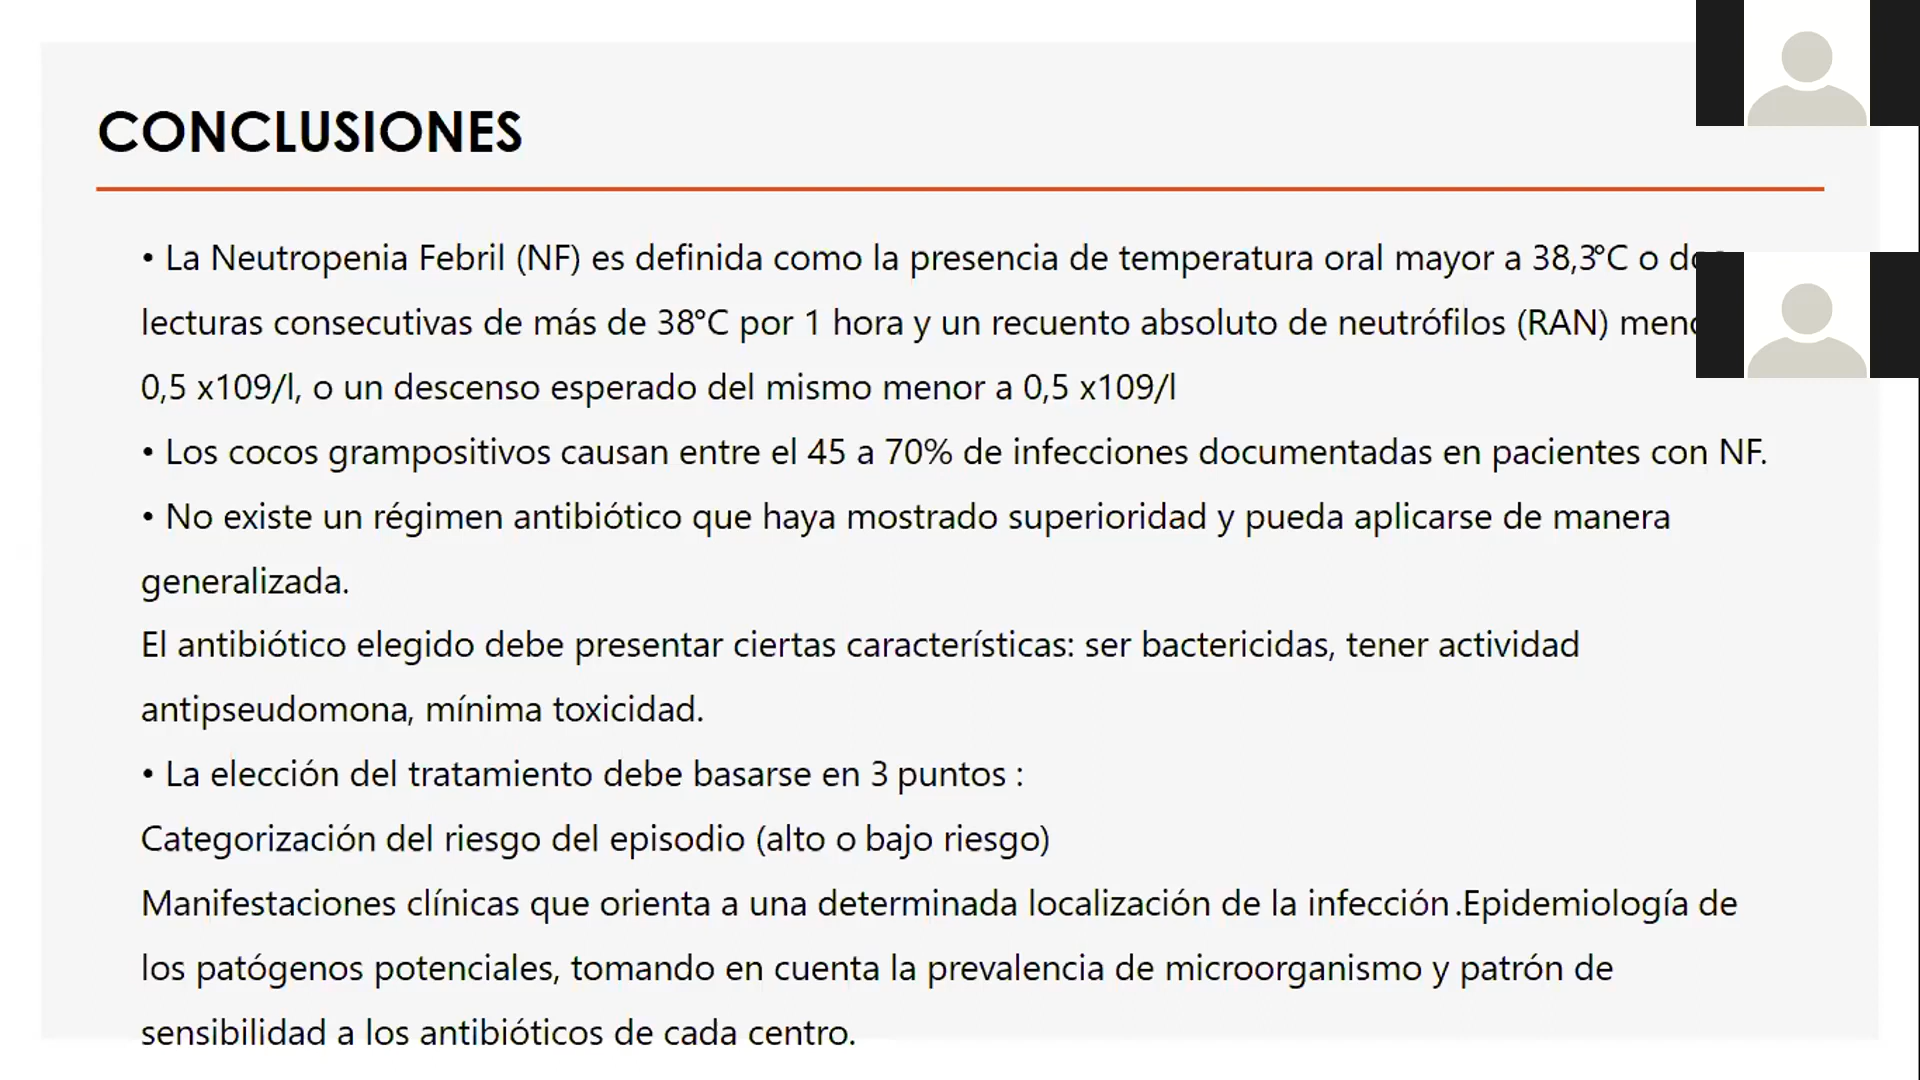 CONCLUSIONES
• La Neutropenia Febril (NF) es definida como la presencia de temperatura oral mayor a 38,3°C o
lecturas consecutivas de más de 38°C por 1 hora y un recuento absoluto de neutrófilos (RAN)
0,5 x109/l, o un descenso esperado del mismo menor a 0,5 x109/l
• Los cocos grampositivos causan entre el 45 a 70% de infecciones documentadas en pacientes con NF.
• No existe un régimen antibiótico que haya mostrado superioridad y pueda aplicarse de manera
generalizada.
El antibiótico elegido debe presentar ciertas características: ser bactericidas, tener actividad
antipseudomona, mínima toxicidad.
• La elección del tratamiento debe basarse en 3 puntos :
Categorización del riesgo del episodio (alto o bajo riesgo)
Manifestaciones clínicas que orienta a una determinada localización de la infección.Epidemiología de
los patógenos potenciales, tomando en cuenta la prevalencia de microorganismo y patrón de
sensibilidad a los antibióticos de cada centro.